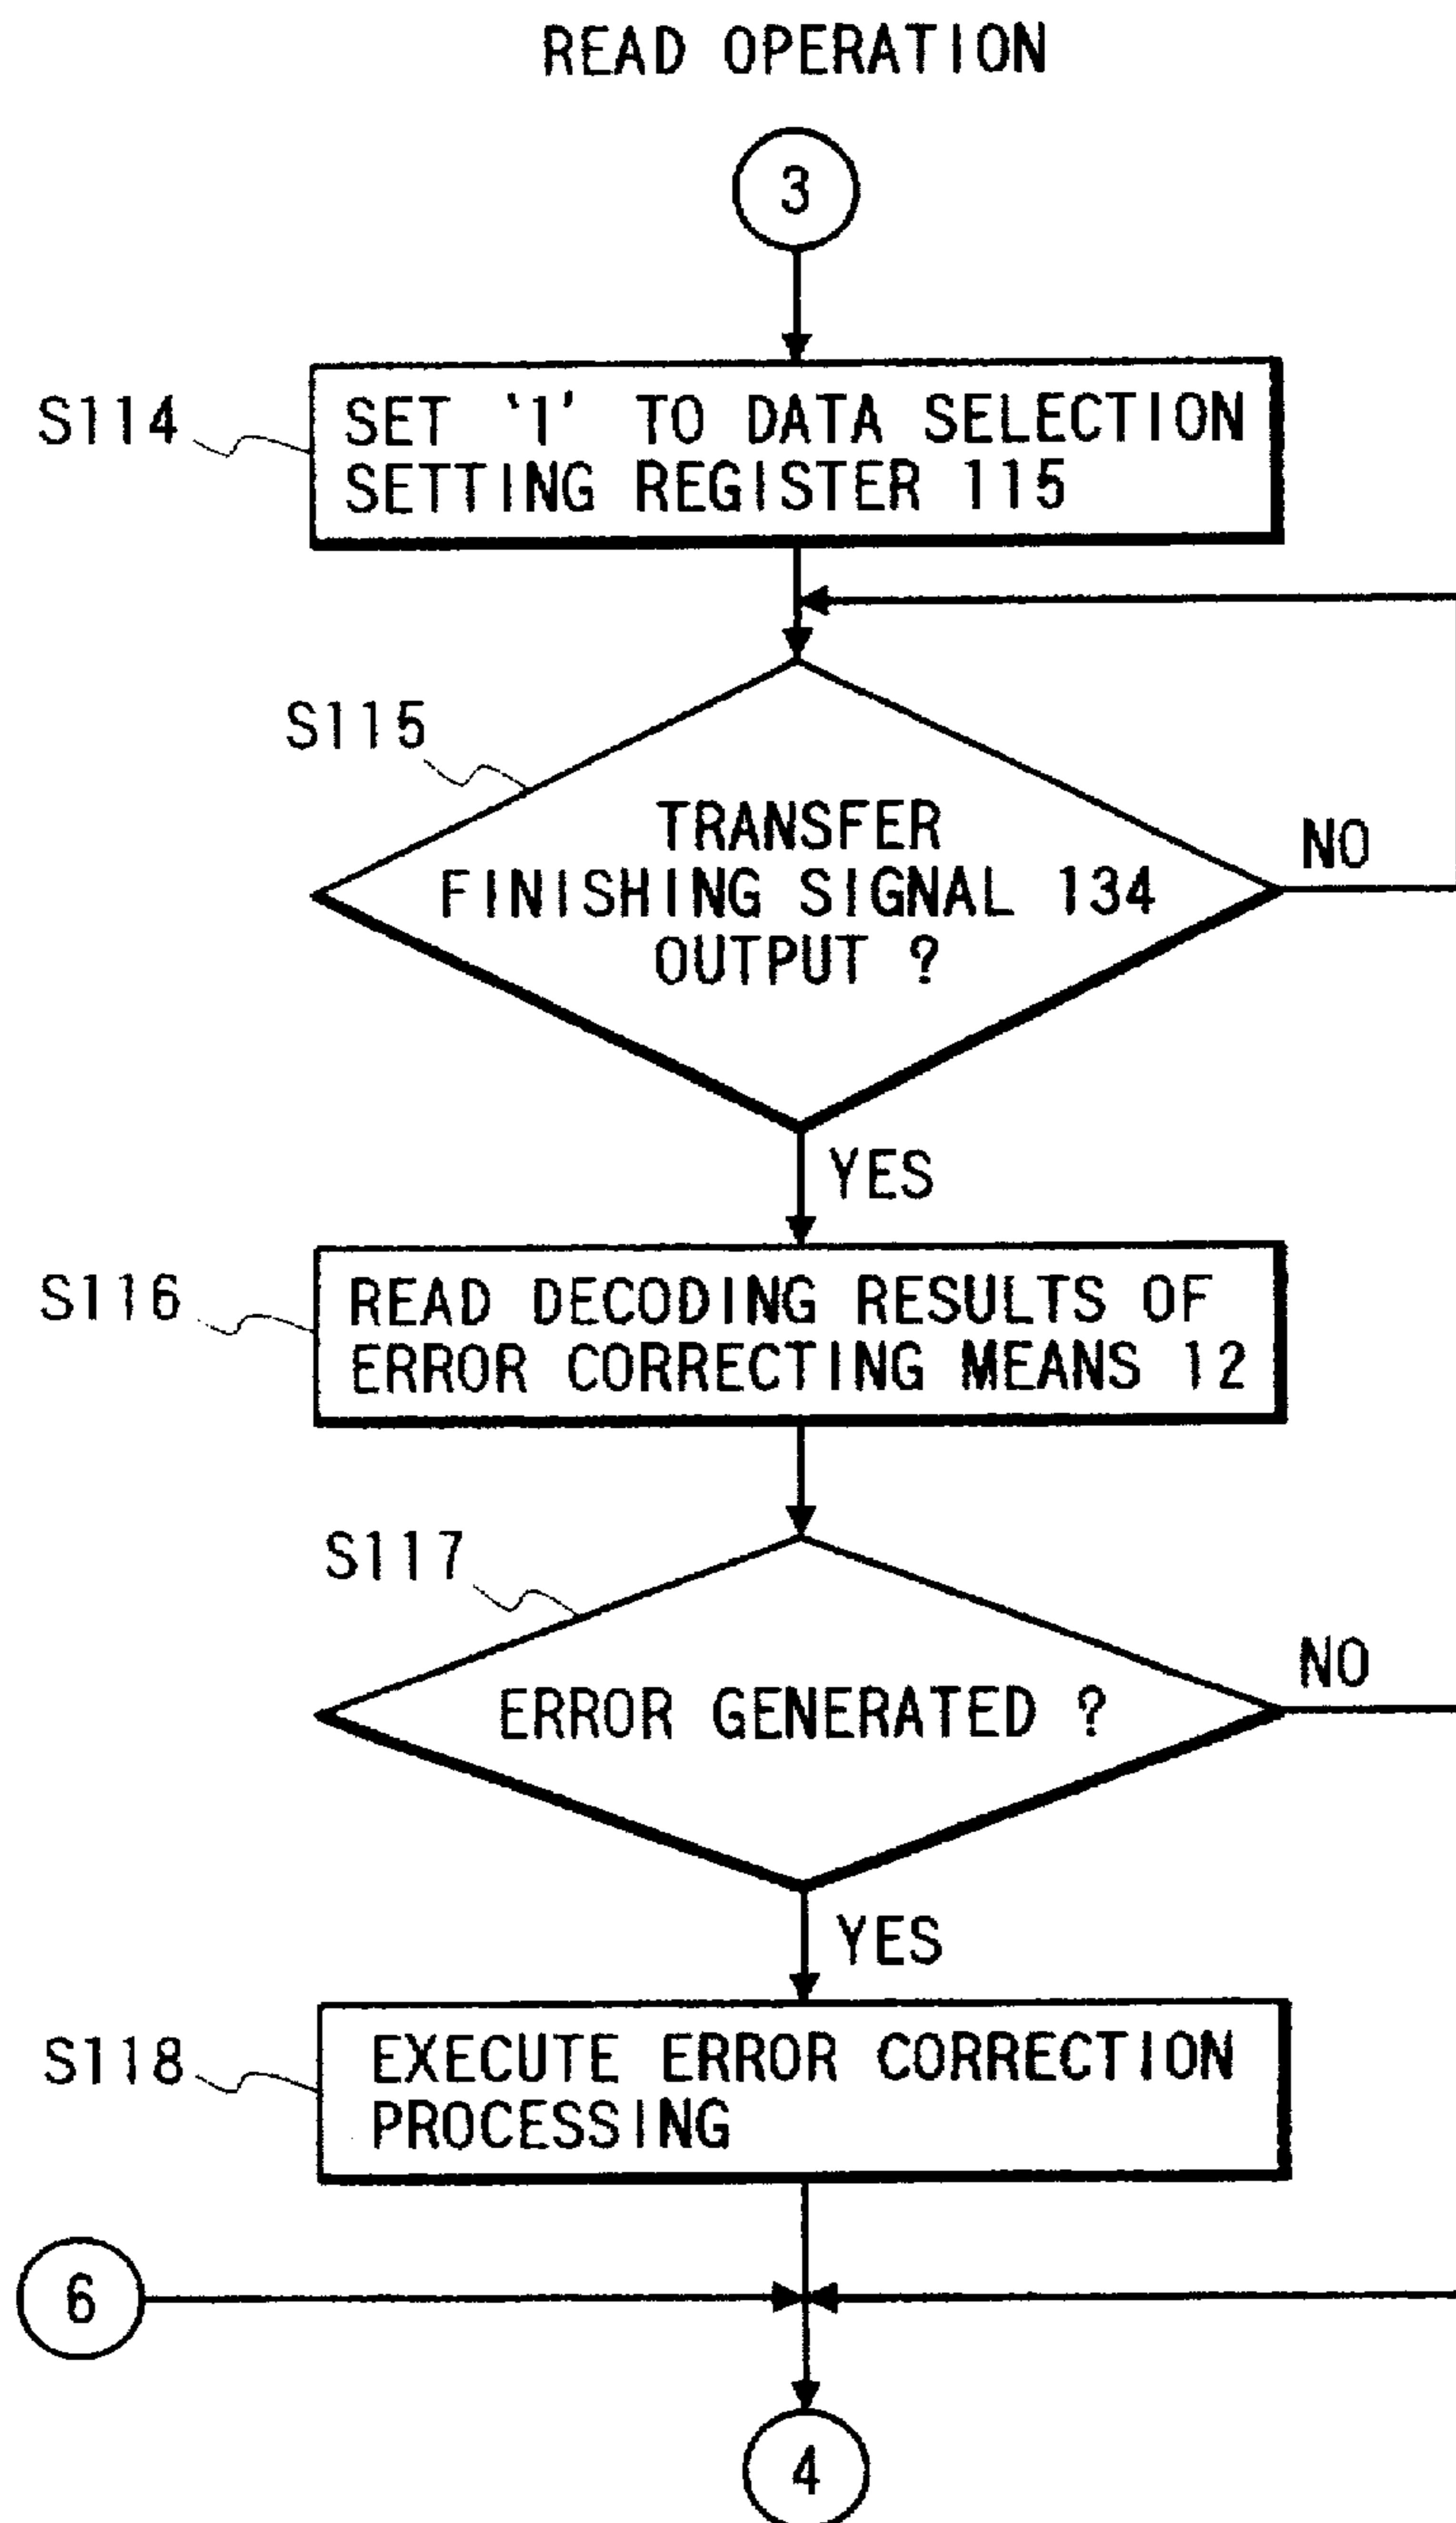 READ OPERATION
3
S114
SET '1' TO DATA SELECTION
SETTING REGISTER 115
S115
TRANSFER
FINISHING SIGNAL 134
OUTPUT ?
NO
YES
S116
READ DECODING RESULTS OF
ERROR CORRECTING MEANS 12
S117
ERROR GENERATED ?
NO
YES
S118
EXECUTE ERROR CORRECTION
PROCESSING
6
4